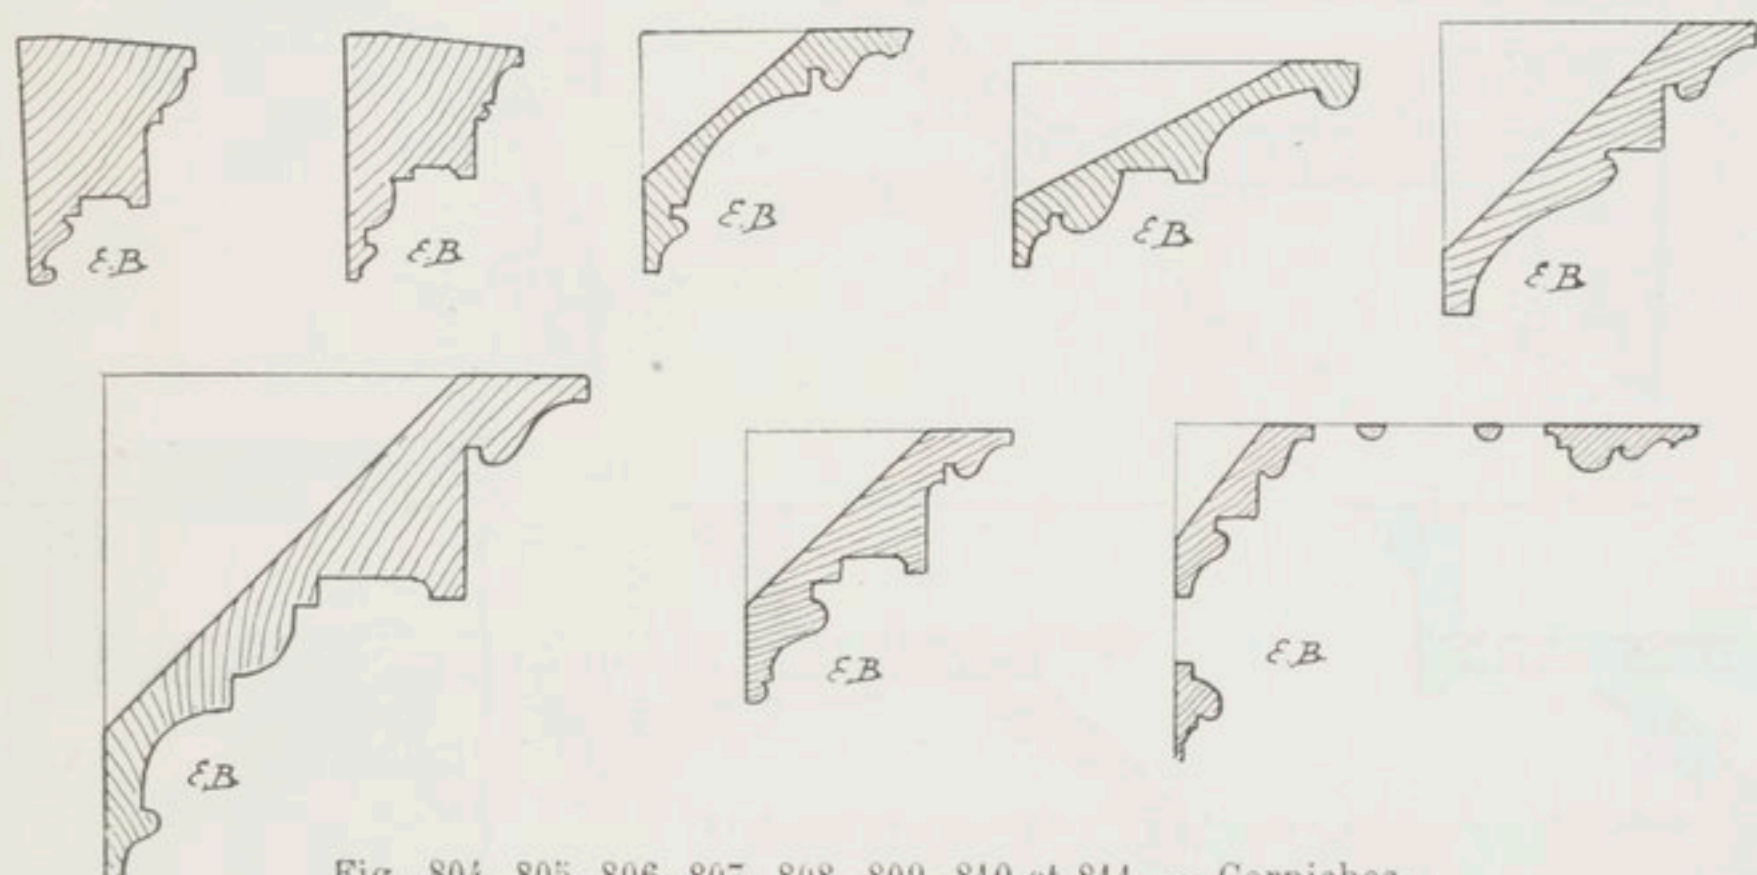 E.B.
E.B.
E.B.
E.B.
E.B.
E.B.
E.B.
E.B.
Fig. 804, 805, 806, 807, 808, 809, 810 et 811. — Corniches.